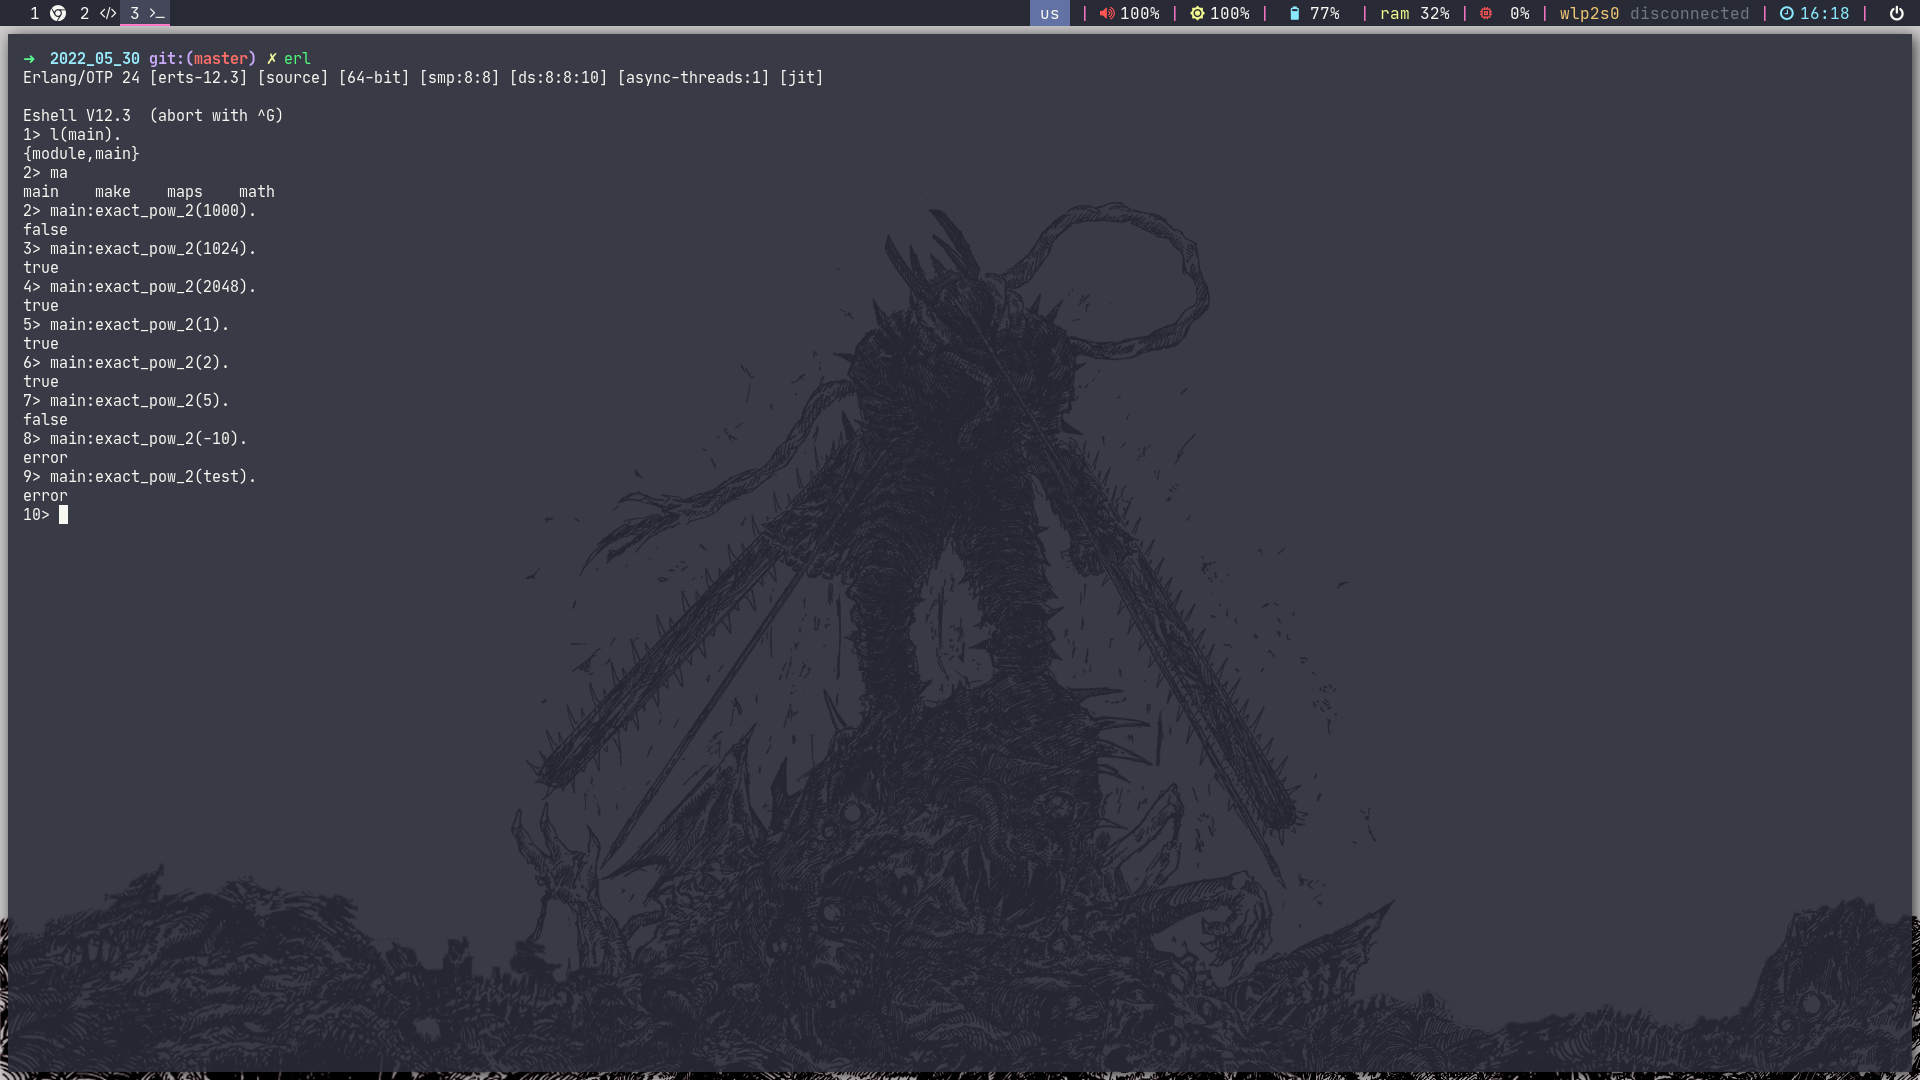 1 2 </> 3 >_ us | 100% | 100% | 77% | ram 32% | 0% | wlp2s0 disconnected | 16:18 |
➜ 2022_05_30 git:(master) ✗ erl
Erlang/OTP 24 [erts-12.3] [source] [64-bit] [smp:8:8] [ds:8:8:10] [async-threads:1] [jit]
Eshell V12.3  (abort with ^G)
1> l(main).
{module,main}
2> ma
main    make    maps    math
2> main:exact_pow_2(1000).
false
3> main:exact_pow_2(1024).
true
4> main:exact_pow_2(2048).
true
5> main:exact_pow_2(1).
true
6> main:exact_pow_2(2).
true
7> main:exact_pow_2(5).
false
8> main:exact_pow_2(-10).
error
9> main:exact_pow_2(test).
error
10>